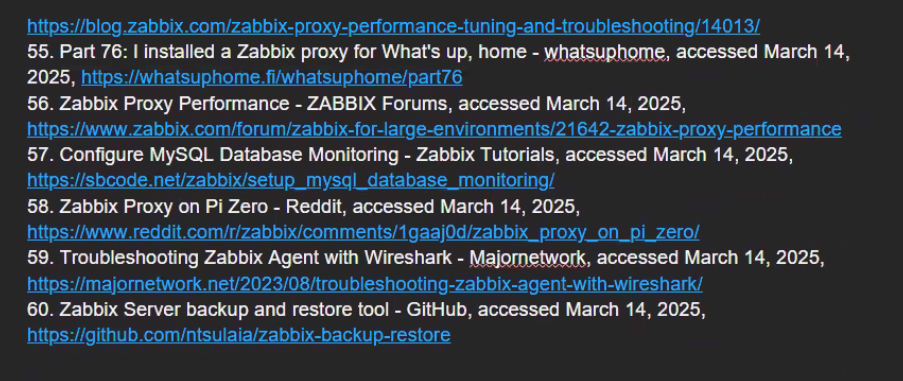 https://blog.zabbix.com/zabbix-proxy-performance-tuning-and-troubleshooting/14013/
55. Part 76: I installed a Zabbix proxy for What's up, home - whatsuphome, accessed March 14,
2025, https://whatsuphome.fi/whatsuphome/part76
56. Zabbix Proxy Performance - ZABBIX Forums, accessed March 14, 2025,
https://www.zabbix.com/forum/zabbix-for-large-environments/21642-zabbix-proxy-performance
57. Configure MySQL Database Monitoring - Zabbix Tutorials, accessed March 14, 2025,
https://sbcode.net/zabbix/setup_mysql_database_monitoring/
58. Zabbix Proxy on Pi Zero - Reddit, accessed March 14, 2025,
https://www.reddit.com/r/zabbix/comments/1gaaj0d/zabbix_proxy_on_pi_zero/
59. Troubleshooting Zabbix Agent with Wireshark - Majornetwork, accessed March 14, 2025,
https://majornetwork.net/2023/08/troubleshooting-zabbix-agent-with-wireshark/
60. Zabbix Server backup and restore tool - GitHub, accessed March 14, 2025,
https://github.com/ntsulaia/zabbix-backup-restore